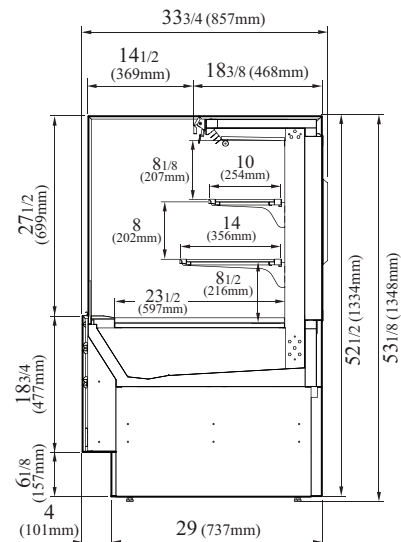 33 3/4 (857mm)
14 1/2
(369mm)
18 3/8 (468mm)
8 1/8
(207mm)
10
(254mm)
27 1/2
(699mm)
8
(202mm)
14
(356mm)
8 1/2
(216mm)
23 1/2
(597mm)
52 1/2 (1334mm)
53 1/8 (1348mm)
18 3/4
(477mm)
6 1/8
(157mm)
4
(101mm)
29 (737mm)